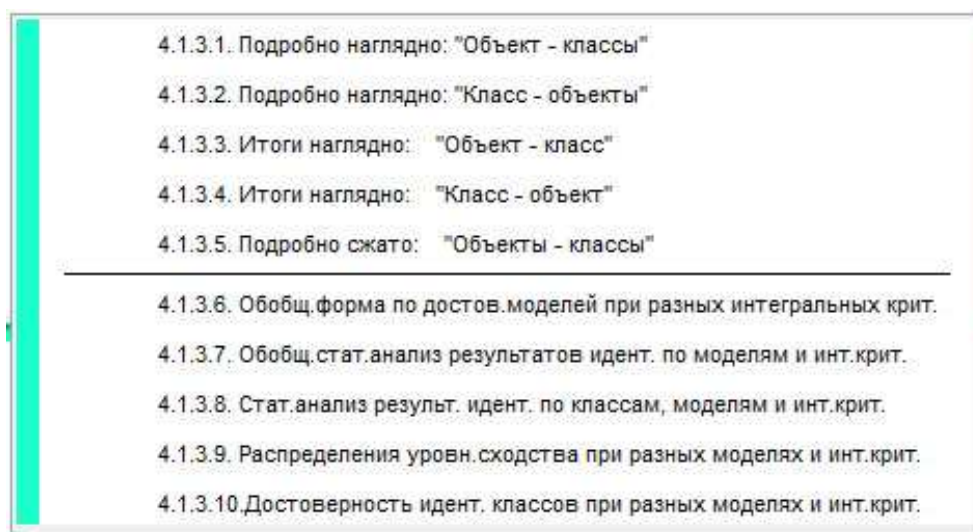 4.1.3.1. Подробно наглядно: "Объект - классы"
4.1.3.2. Подробно наглядно: "Класс - объекты"
4.1.3.3. Итоги наглядно: "Объект - класс"
4.1.3.4. Итоги наглядно: "Класс - объект"
4.1.3.5. Подробно сжато: "Объекты - классы"
4.1.3.6. Обобщ.форма по достов.моделей при разных интегральных крит.
4.1.3.7. Обобщ.стат.анализ результатов идент. по моделям и инт.крит.
4.1.3.8. Стат.анализ результ. идент. по классам, моделям и инт.крит.
4.1.3.9. Распределения уровн.сходства при разных моделях и инт.крит.
4.1.3.10.Достоверность идент. классов при разных моделях и инт.крит.